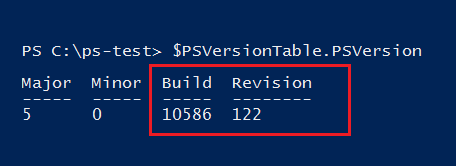 PS C:\ps-test> $PSVersionTable.PSVersion
Major  Minor  Build  Revision
-----  -----  -----  --------
5      0      10586  122